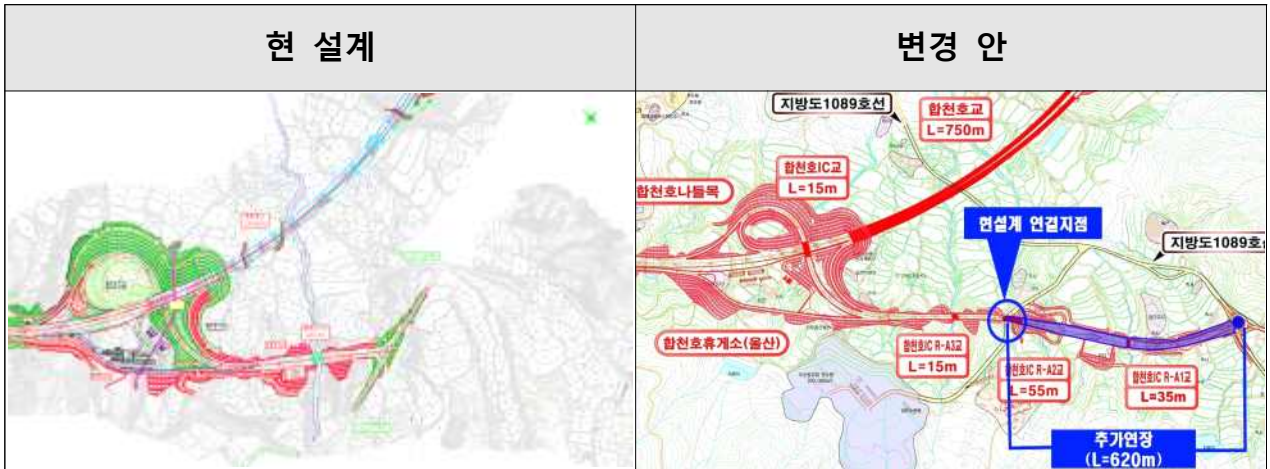 현 설계
변경 안
지방도1089호선
합천호교
L=750m
합천호IC교
L=15m
합천호나들목
현설계 연결지점
지방도1089호선
합천호휴게소(울산)
합천호IC R-A3교
L=15m
합천호IC R-A2교
L=55m
합천호IC R-A1교
L=35m
추가연장
(L=620m)